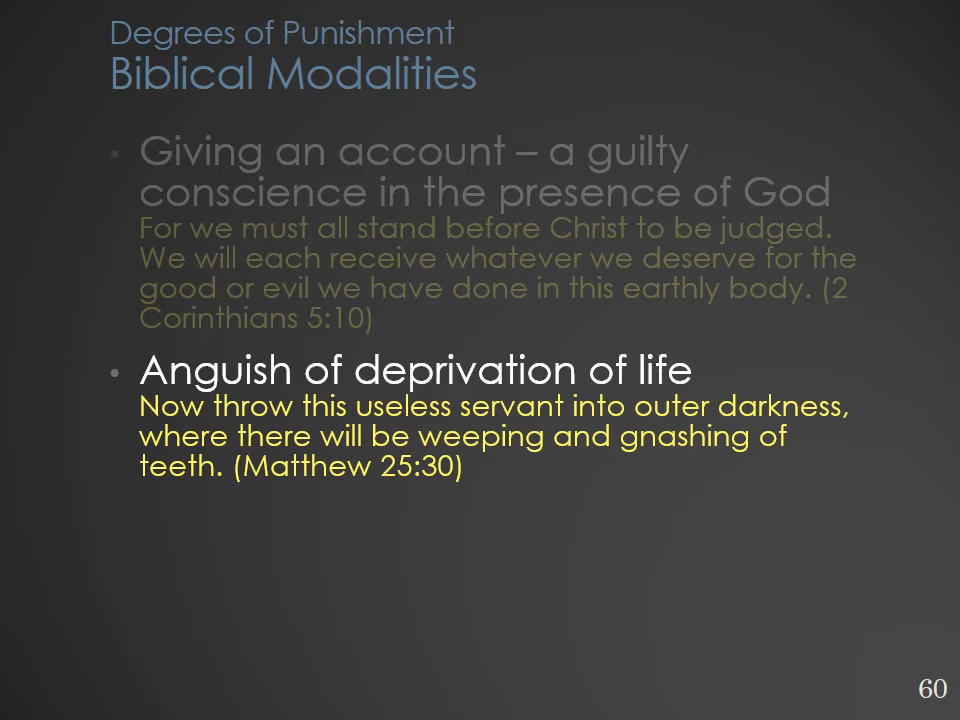 Degrees of Punishment
Biblical Modalities
• Giving an account – a guilty
conscience in the presence of God
For we must all stand before Christ to be judged.
We will each receive whatever we deserve for the
good or evil we have done in this earthly body. (2
Corinthians 5:10)
• Anguish of deprivation of life
Now throw this useless servant into outer darkness,
where there will be weeping and gnashing of
teeth. (Matthew 25:30)
60